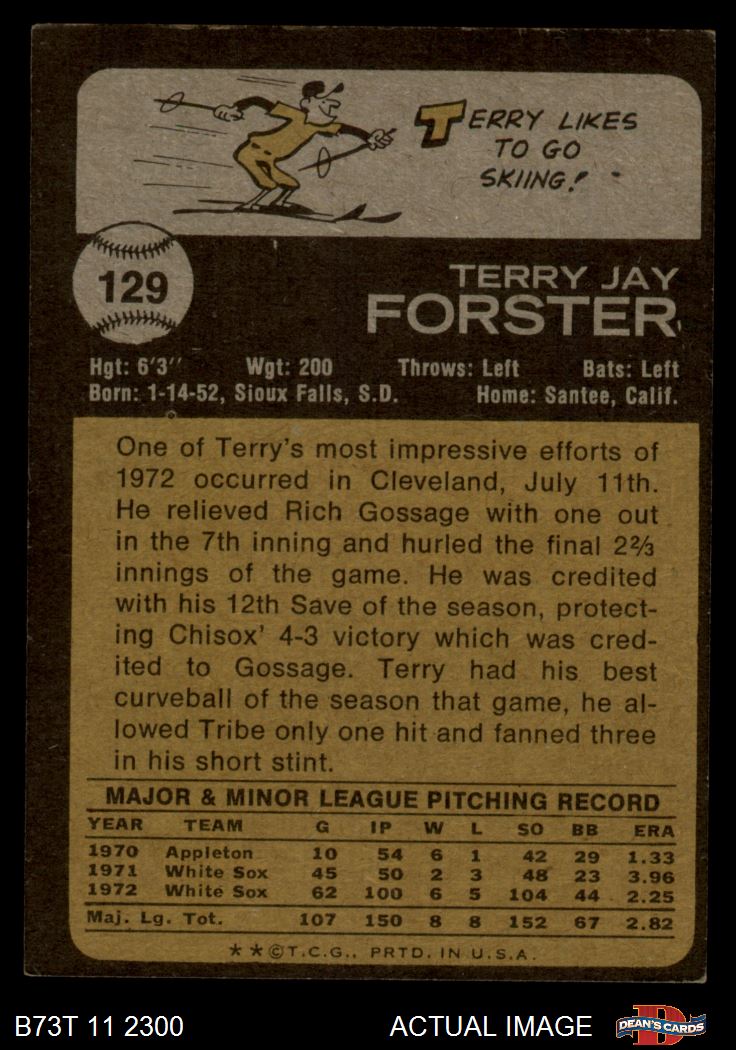 TERRY LIKES
TO GO
SKIING!
129
TERRY JAY
FORSTER
Hgt: 6'3" Wgt: 200 Throws: Left Bats: Left
Born: 1-14-52, Sioux Falls, S.D. Home: Santee, Calif.
One of Terry's most impressive efforts of
1972 occurred in Cleveland, July 11th.
He relieved Rich Gossage with one out
in the 7th inning and hurled the final 2⅔
innings of the game. He was credited
with his 12th Save of the season, protect-
ing Chisox' 4-3 victory which was cred-
ited to Gossage. Terry had his best
curveball of the season that game, he al-
lowed Tribe only one hit and fanned three
in his short stint.
MAJOR & MINOR LEAGUE PITCHING RECORD
YEAR TEAM G IP W L SO BB ERA
1970 Appleton 10 54 6 1 42 29 1.33
1971 White Sox 45 50 2 3 48 23 3.96
1972 White Sox 62 100 6 5 104 44 2.25
Maj. Lg. Tot. 107 150 8 8 152 67 2.82
**©T.C.G., PRTD. IN U.S.A.
B73T 11 2300 ACTUAL IMAGE D DEAN'S CARDS